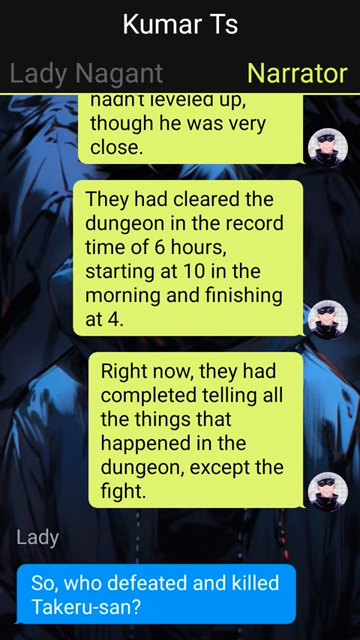 Kumar Ts
Lady Nagant
Narrator
hadn't leveled up,
though he was very
close.
They had cleared the
dungeon in the record
time of 6 hours,
starting at 10 in the
morning and finishing
at 4.
Right now, they had
completed telling all
the things that
happened in the
dungeon, except the
fight.
Lady
So, who defeated and killed
Takeru-san?